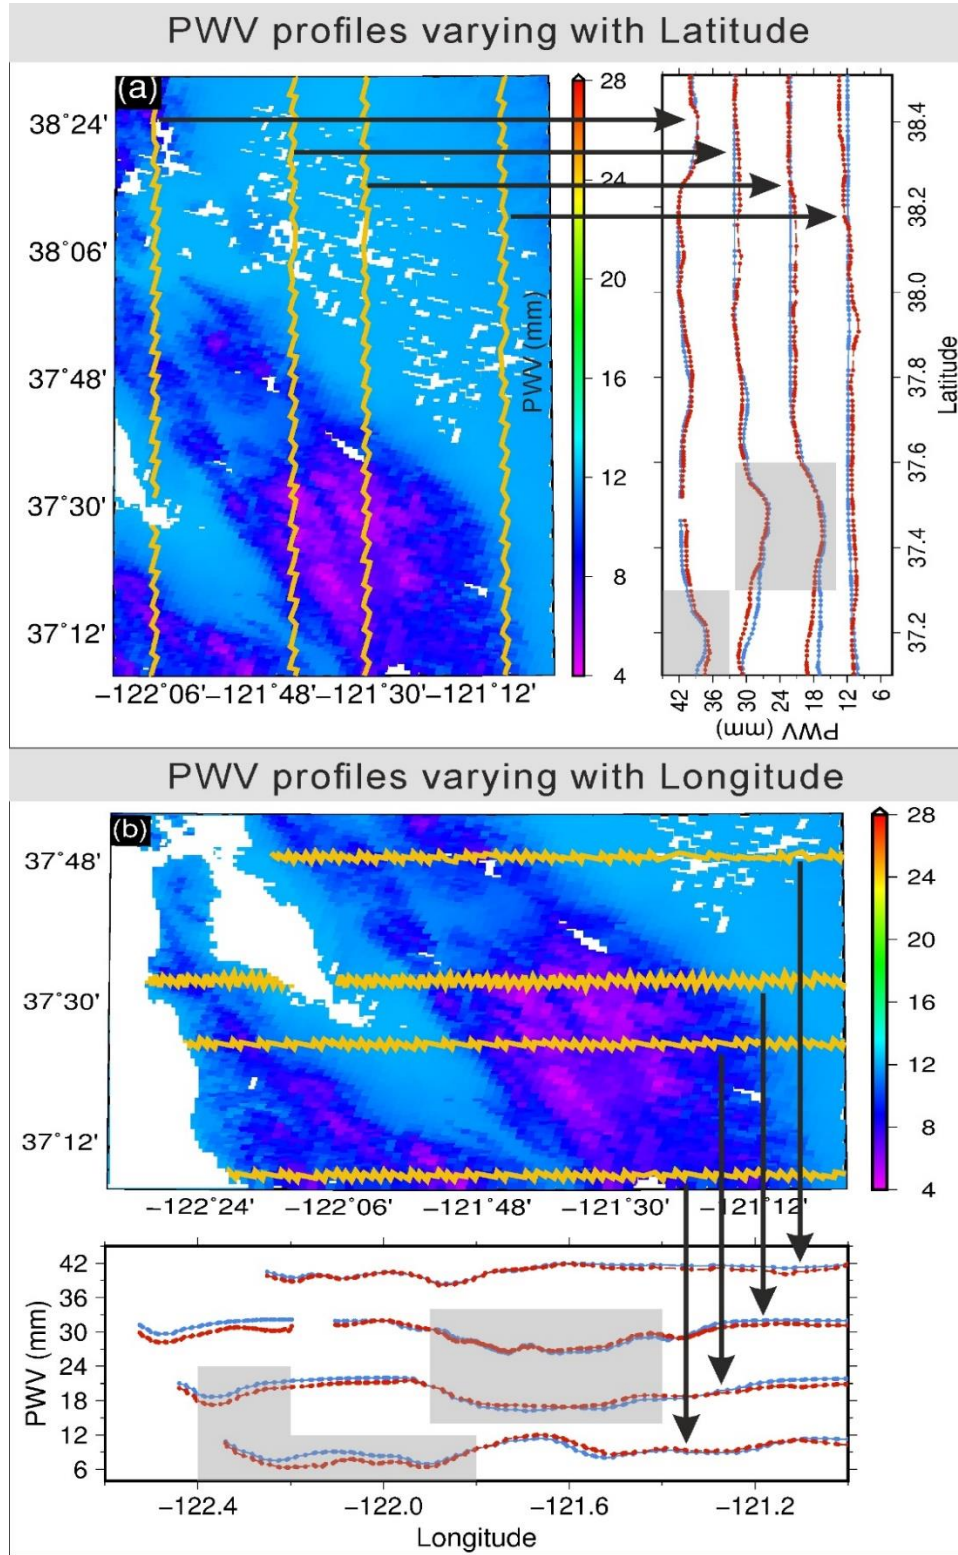 PWV profiles varying with Latitude
(a)
38°24'
38°06'
37°48'
37°30'
37°12'
−122°06' −121°48' −121°30' −121°12'
28
24
20
16
12
8
4
PWV (mm)
38.4
38.2
38.0
37.8
37.6
37.4
37.2
Latitude
42 36 30 24 18 12 6
PWV (mm)
PWV profiles varying with Longitude
(b)
37°48'
37°30'
37°12'
−122°24' −122°06' −121°48' −121°30' −121°12'
28
24
20
16
12
8
4
42
36
30
24
18
12
6
PWV (mm)
−122.4 −122.0 −121.6 −121.2
Longitude